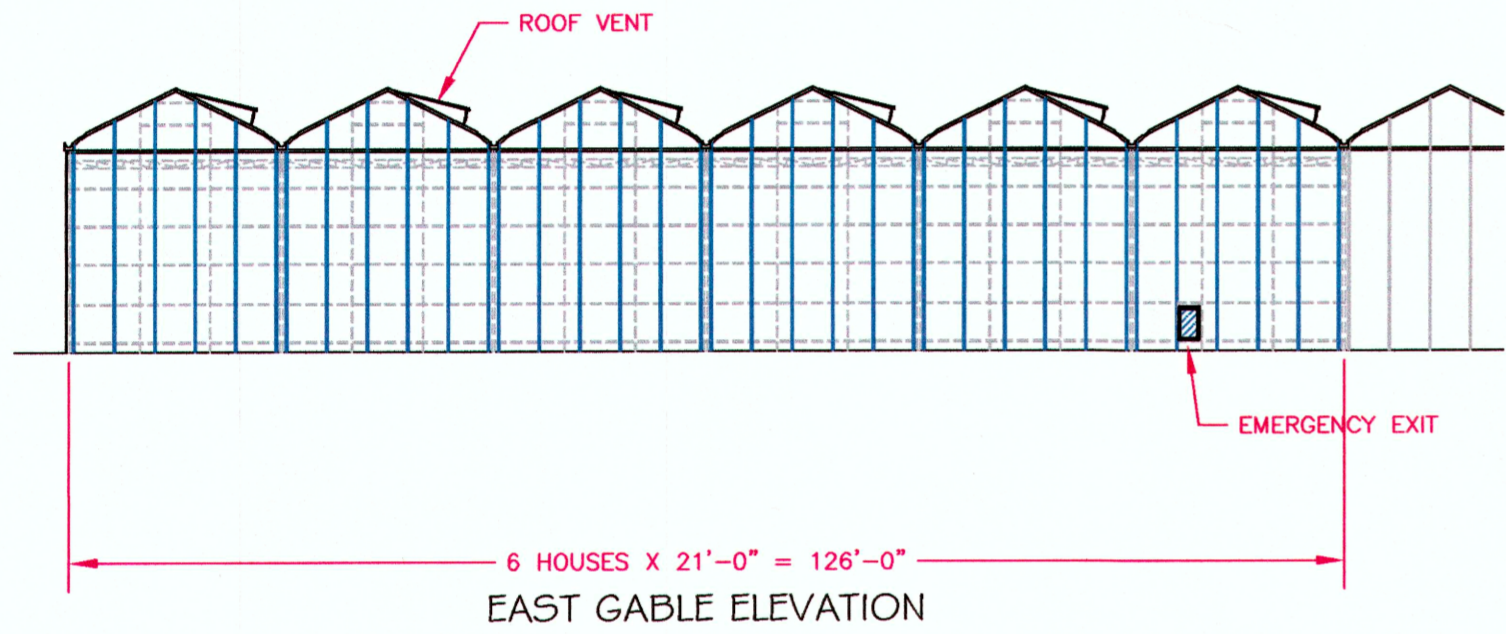 ROOF VENT
EMERGENCY EXIT
6 HOUSES X 21'-0" = 126'-0"
EAST GABLE ELEVATION